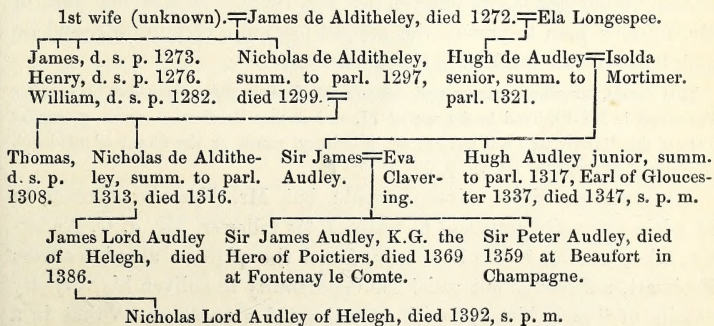 1st wife (unknown). James de Alditheley, died 1272. Ela Longespee.
James, d. s. p. 1273.
Henry, d. s. p. 1276.
William, d. s. p. 1282.
Nicholas de Alditheley,
summ. to parl. 1297,
died 1299.
Hugh de Audley
senior, summ. to
parl. 1321.
Isolda
Mortimer.
Thomas,
d. s. p.
1308.
Nicholas de Aldithe-
ley, summ. to parl.
1313, died 1316.
Sir James
Audley.
Eva
Claver-
ing.
Hugh Audley junior, summ.
to parl. 1317, Earl of Glouces-
ter 1337, died 1347, s. p. m.
James Lord Audley
of Helegh, died
1386.
Sir James Audley, K.G. the
Hero of Poictiers, died 1369
at Fontenay le Comte.
Sir Peter Audley, died
1359 at Beaufort in
Champagne.
Nicholas Lord Audley of Helegh, died 1392, s. p. m.